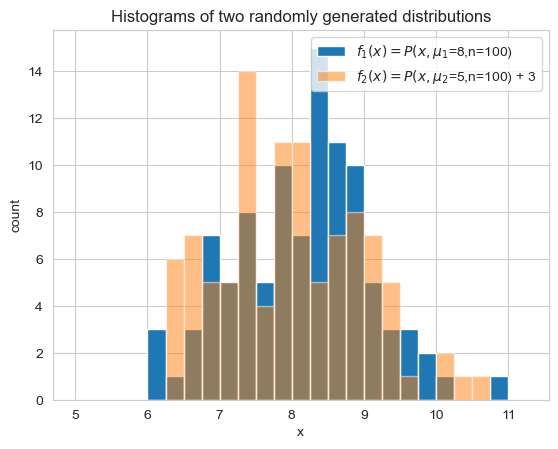 Histograms of two randomly generated distributions
f₁(x) = P(x, μ₁=8,n=100)
f₂(x) = P(x, μ₂=5,n=100) + 3
count
14
12
10
8
6
4
2
0
5 6 7 8 9 10 11
x